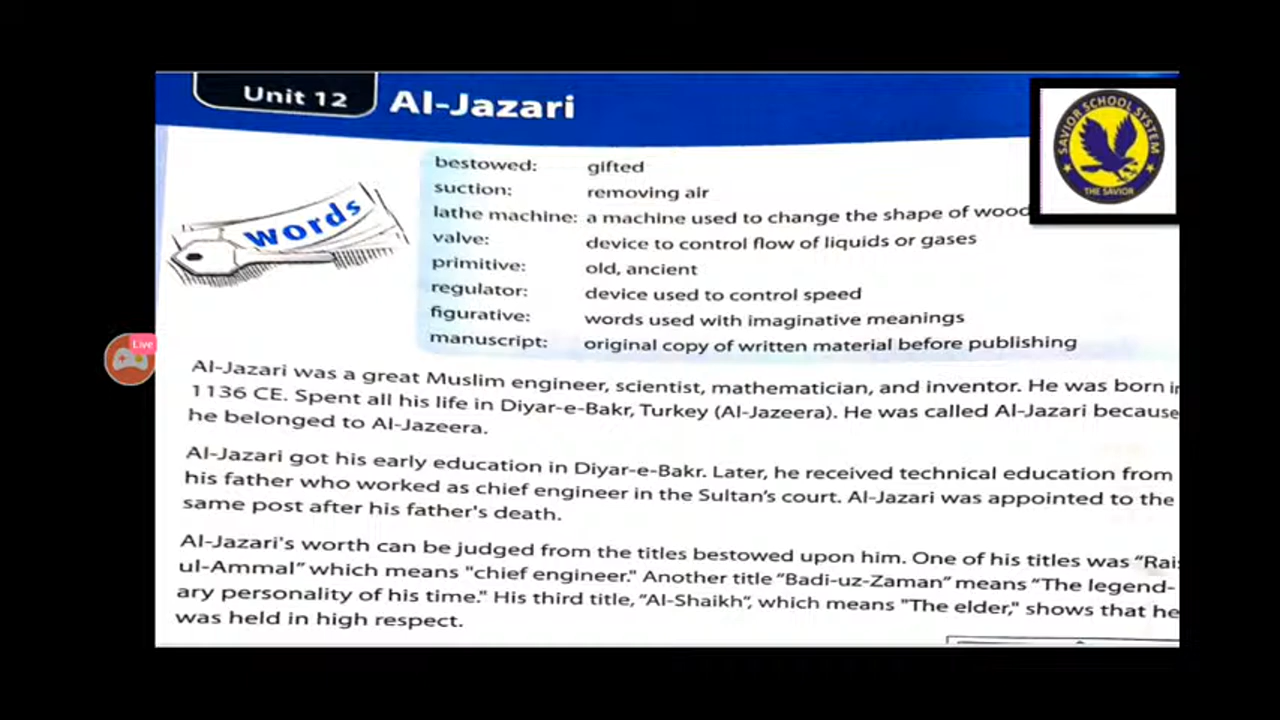 Unit 12
Al-Jazari
SAVIOR SCHOOL SYSTEM
THE SAVIOR
words
bestowed: gifted
suction: removing air
lathe machine: a machine used to change the shape of wood
valve: device to control flow of liquids or gases
primitive: old, ancient
regulator: device used to control speed
figurative: words used with imaginative meanings
manuscript: original copy of written material before publishing
Live
Al-Jazari was a great Muslim engineer, scientist, mathematician, and inventor. He was born in
1136 CE. Spent all his life in Diyar-e-Bakr, Turkey (Al-Jazeera). He was called Al-Jazari because
he belonged to Al-Jazeera.
Al-Jazari got his early education in Diyar-e-Bakr. Later, he received technical education from
his father who worked as chief engineer in the Sultan's court. Al-Jazari was appointed to the
same post after his father's death.
Al-Jazari's worth can be judged from the titles bestowed upon him. One of his titles was “Rais
ul-Ammal” which means "chief engineer." Another title “Badi-uz-Zaman” means “The legend-
ary personality of his time." His third title, “Al-Shaikh”, which means "The elder," shows that he
was held in high respect.